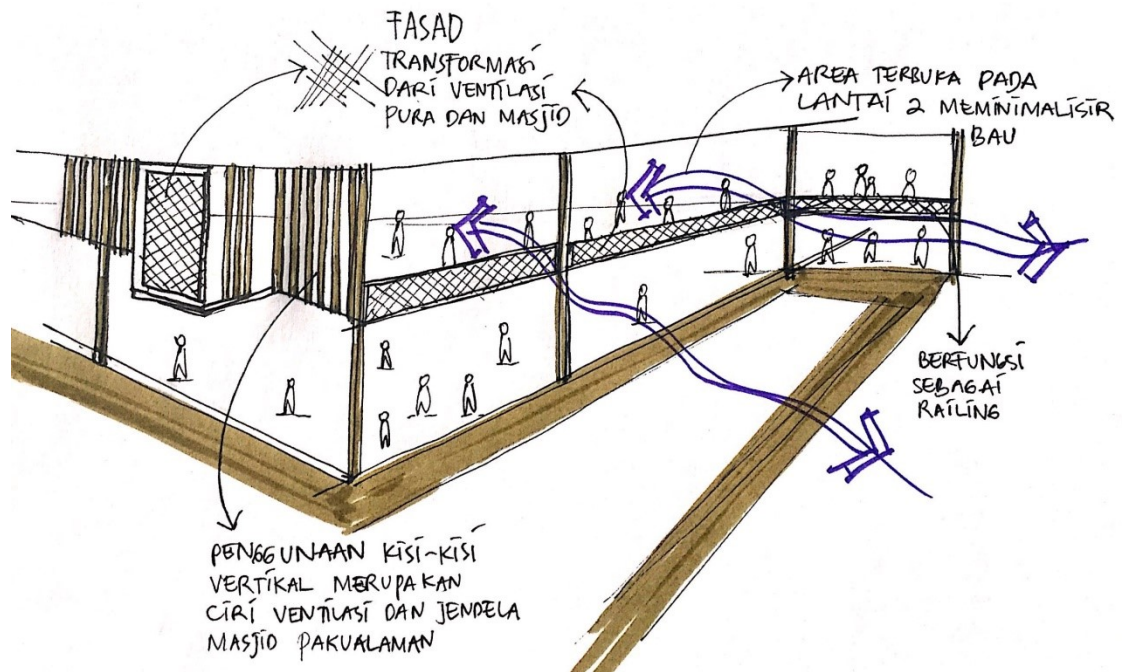 FASAD
TRANSFORMASI
DARI VENTILASI
PURA DAN MASJID
AREA TERBUKA PADA
LANTAI 2 MEMINIMALISIR
BAU
BERFUNGSI
SEBAGAI
RAILING
PENGGUNAAN KISI-KISI
VERTIKAL MERUPAKAN
CIRI VENTILASI DAN JENDELA
MASJID PAKUALAMAN